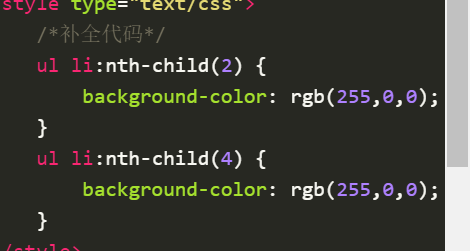 style type="text/css">
/*补全代码*/
ul li:nth-child(2) {
background-color: rgb(255,0,0);
}
ul li:nth-child(4) {
background-color: rgb(255,0,0);
}
/style>